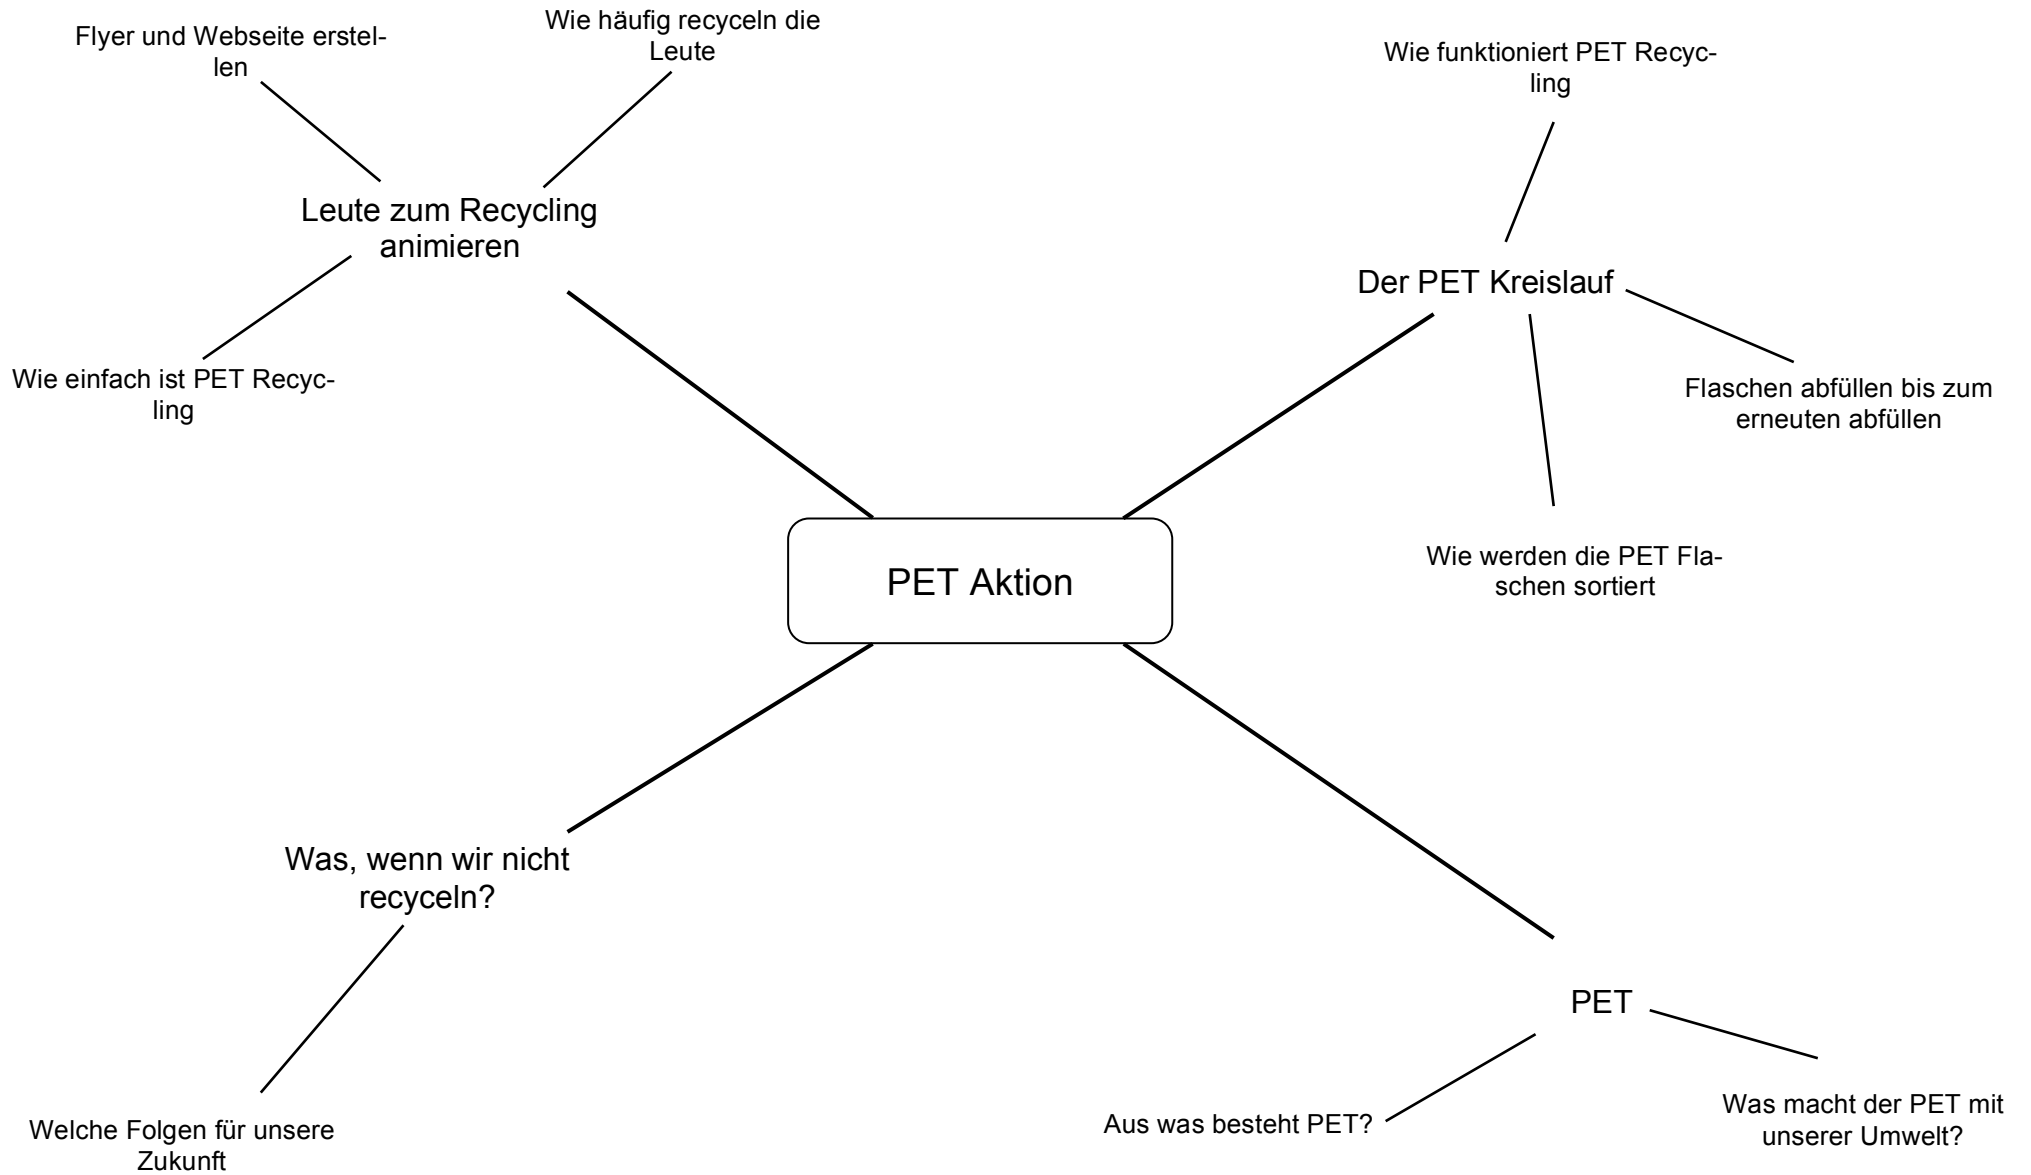 Flyer und Webseite erstel-
len
Wie häufig recyceln die
Leute
Leute zum Recycling
animieren
Wie einfach ist PET Recyc-
ling
Wie funktioniert PET Recyc-
ling
Der PET Kreislauf
Flaschen abfüllen bis zum
erneuten abfüllen
Wie werden die PET Fla-
schen sortiert
PET Aktion
Was, wenn wir nicht
recyceln?
Welche Folgen für unsere
Zukunft
PET
Aus was besteht PET?
Was macht der PET mit
unserer Umwelt?